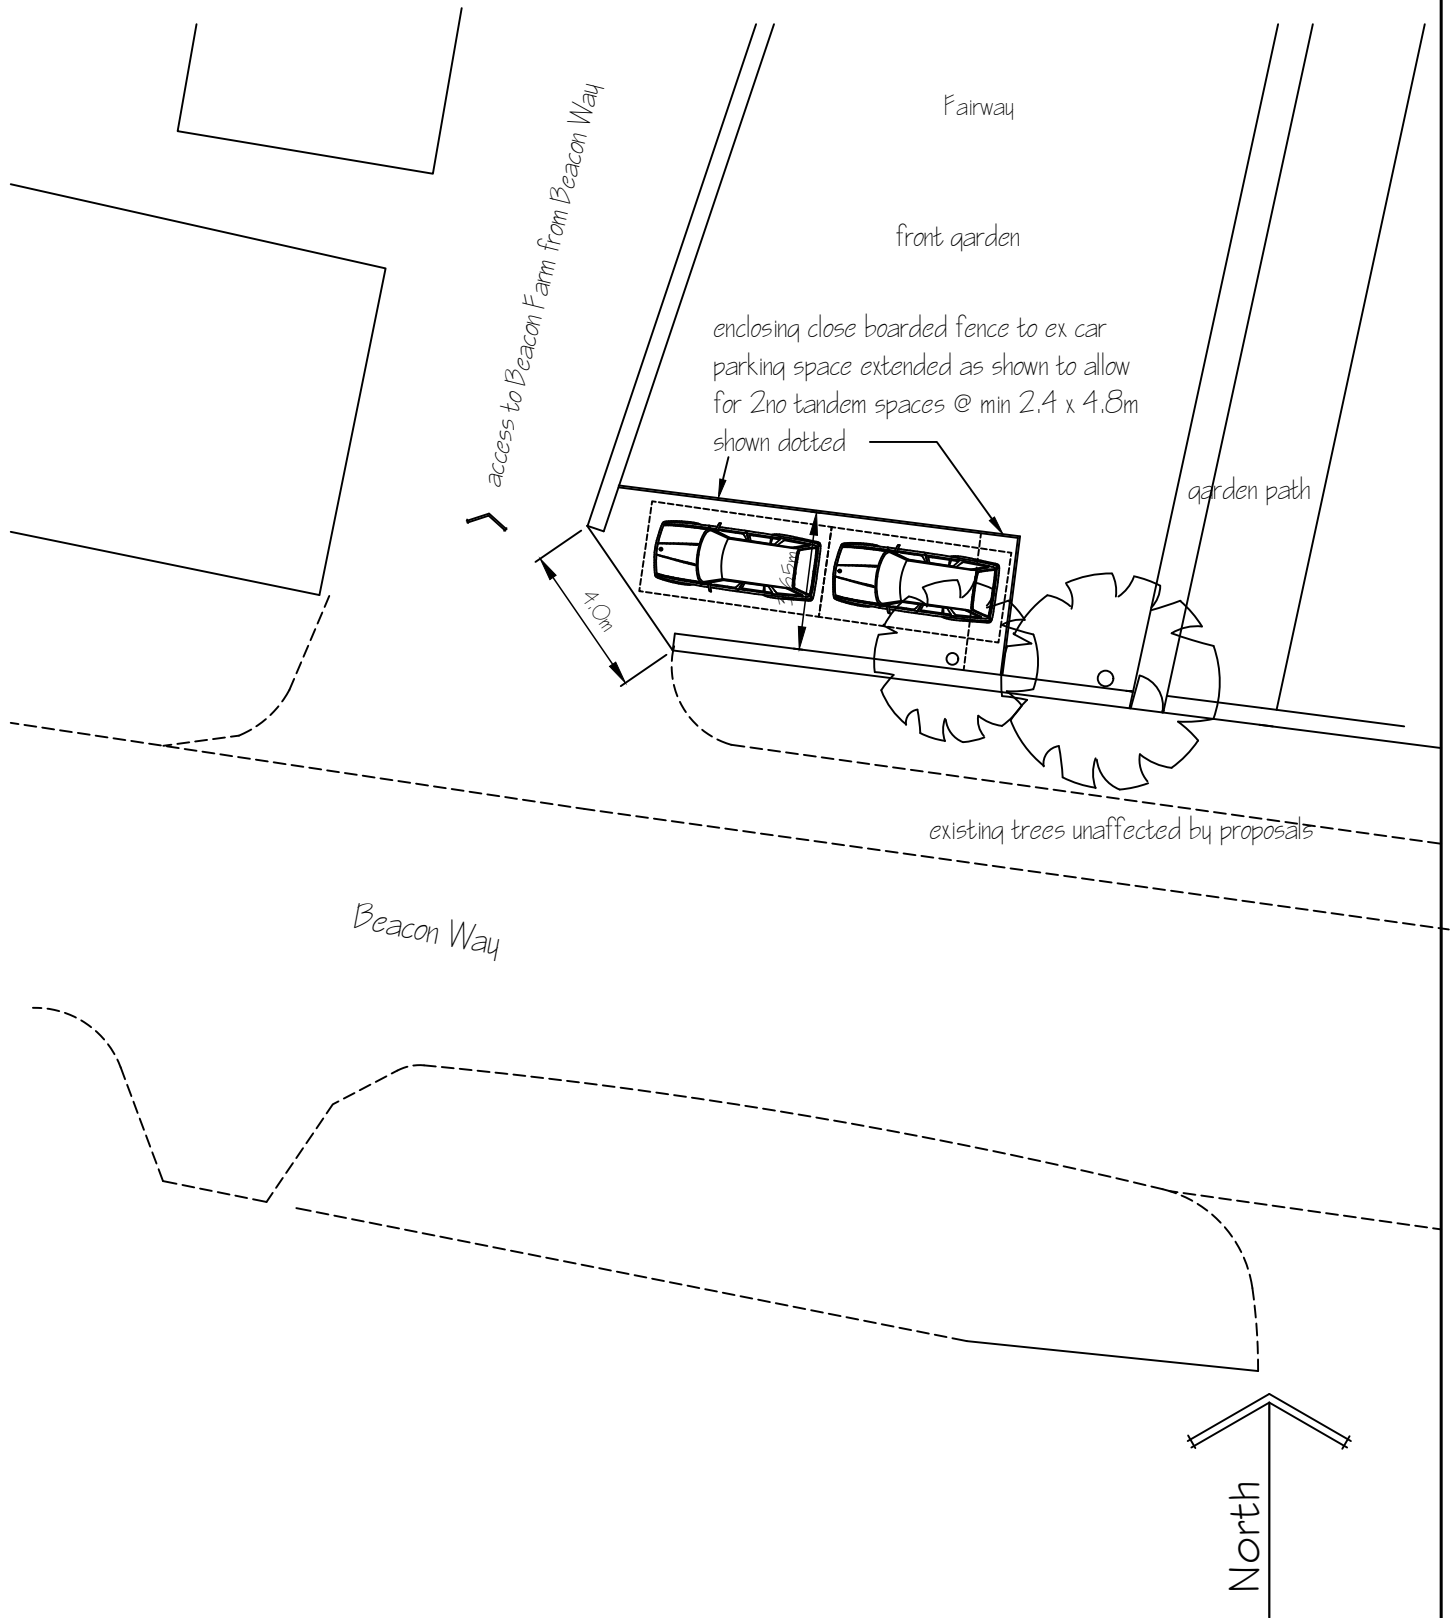 Fairway
access to Beacon Farm from Beacon Way
front garden
enclosing close boarded fence to ex car
parking space extended as shown to allow
for 2no tandem spaces @ min 2.4 x 4.8m
shown dotted
garden path
4.0m
existing trees unaffected by proposals
Beacon Way
North